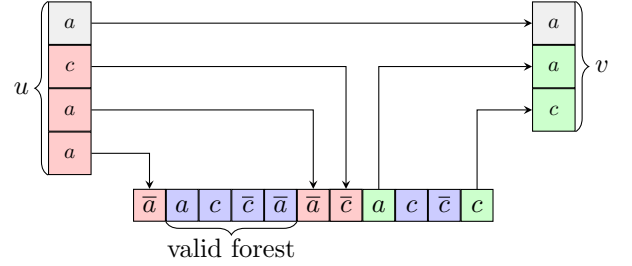 a a
c a
u v
a c
a
a̅ a c c̅ a̅ a̅ c̅ a c c̅ c
valid forest